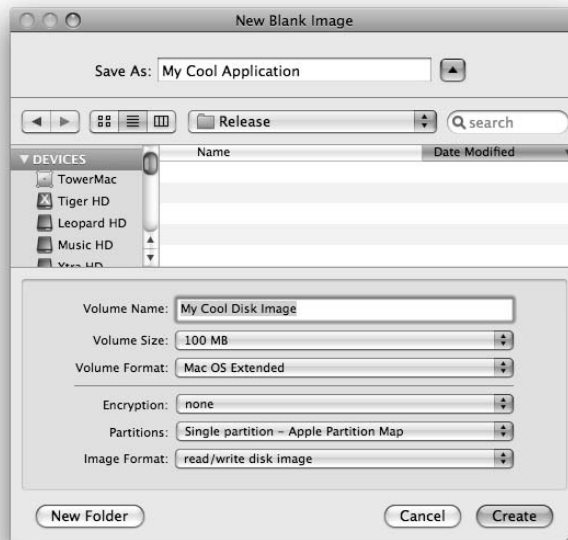 New Blank Image
Save As: My Cool Application
Release
search
DEVICES
Name
Date Modified
TowerMac
Tiger HD
Leopard HD
Music HD
Xtra HD
Volume Name: My Cool Disk Image
Volume Size: 100 MB
Volume Format: Mac OS Extended
Encryption: none
Partitions: Single partition – Apple Partition Map
Image Format: read/write disk image
New Folder
Cancel
Create